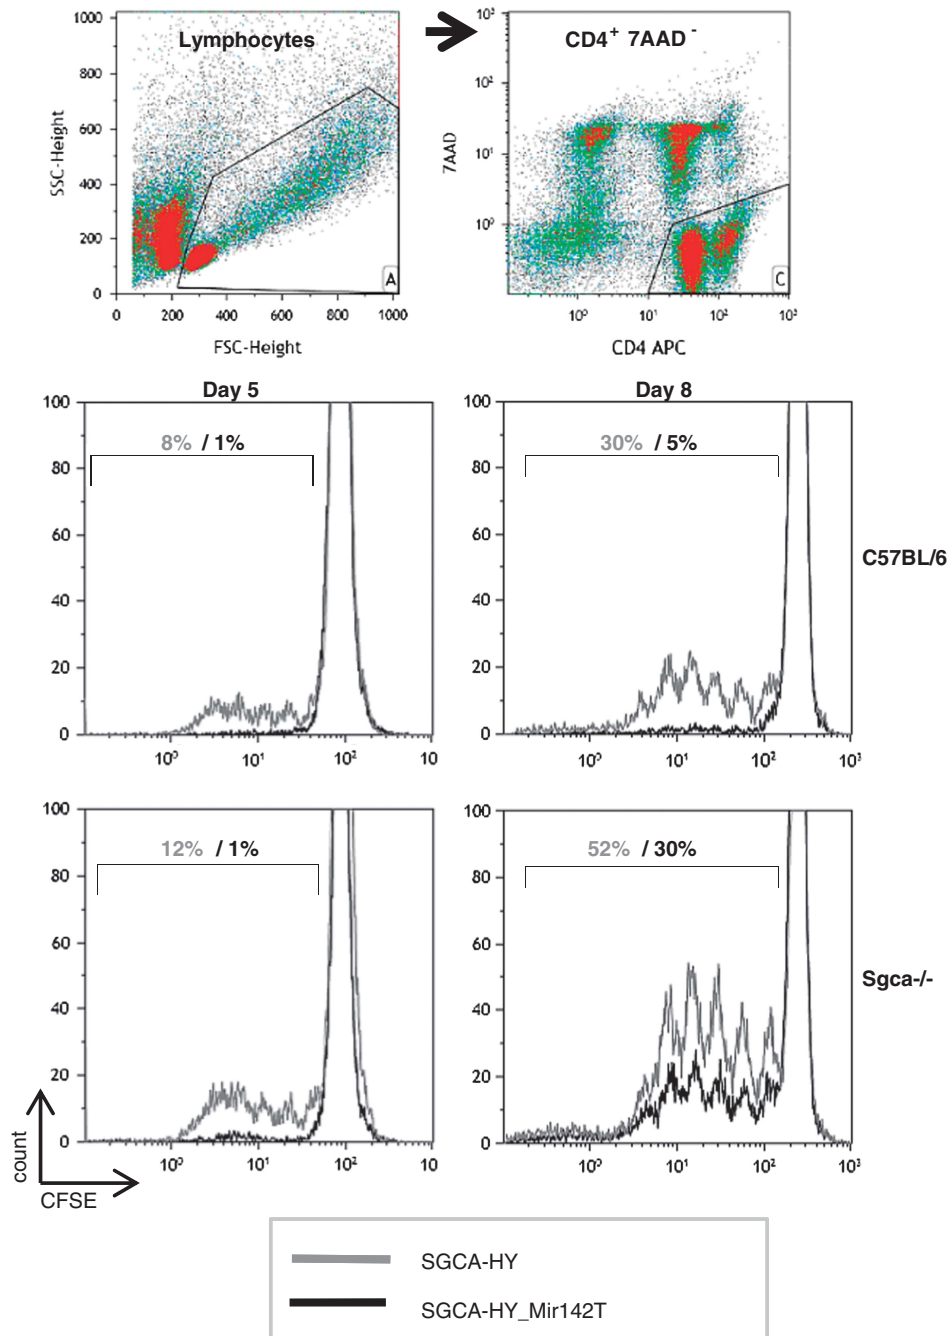 Lymphocytes
1000
800
600
400
200
0
SSC-Height
0 200 400 600 800 1000
FSC-Height
A
CD4+ 7AAD-
10³
10²
10¹
10⁰
7AAD
10⁰ 10¹ 10² 10³
CD4 APC
C
Day 5
8% / 1%
100
80
60
40
20
0
10⁰ 10¹ 10² 10
Day 8
30% / 5%
100
80
60
40
20
0
10⁰ 10¹ 10² 10³
C57BL/6
12% / 1%
100
80
60
40
20
0
10⁰ 10¹ 10² 10
52% / 30%
100
80
60
40
20
0
10⁰ 10¹ 10² 10³
Sgca-/-
count
CFSE
SGCA-HY
SGCA-HY_Mir142T